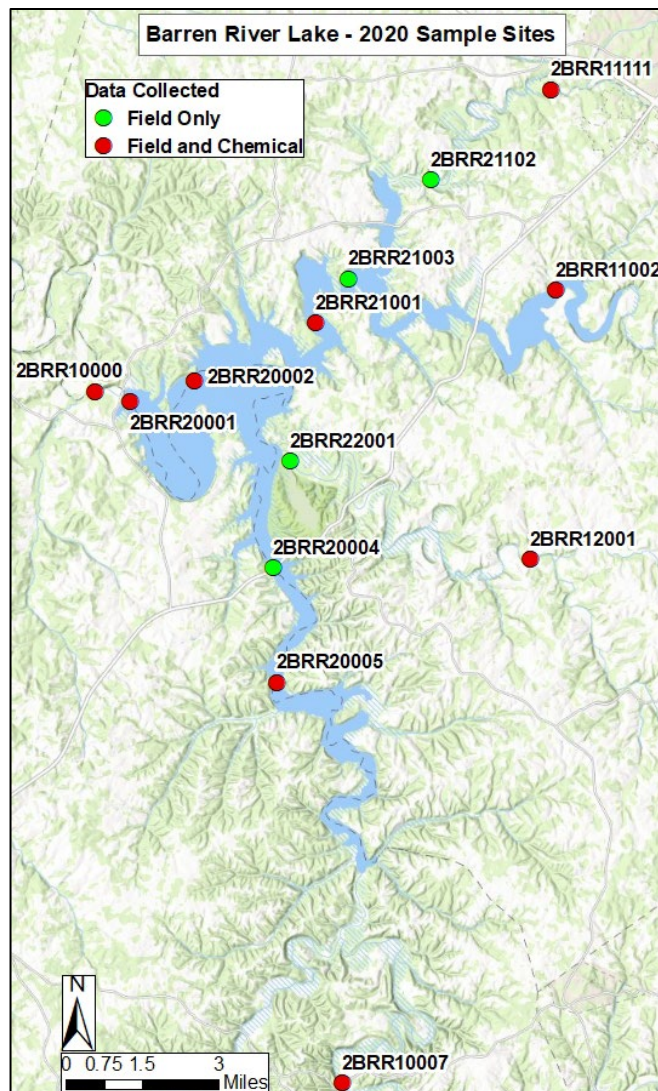 Barren River Lake - 2020 Sample Sites
2BRR11111
Data Collected
Field Only
Field and Chemical
2BRR21102
2BRR21003
2BRR11002
2BRR21001
2BRR10000
2BRR20002
2BRR20001
2BRR22001
2BRR12001
2BRR20004
2BRR20005
N
0 0.75 1.5 3
Miles
2BRR10007